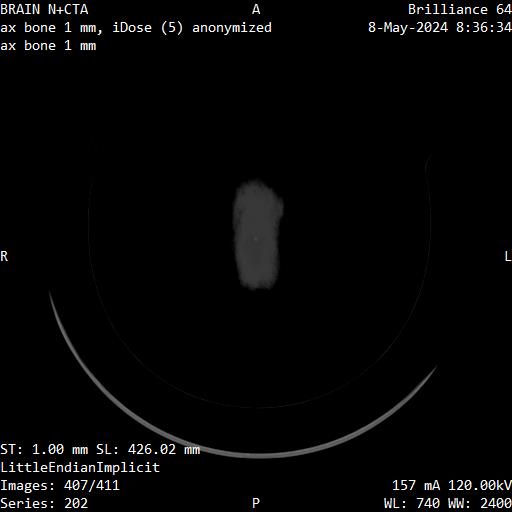 BRAIN N+CTA
A
Brilliance 64
ax bone 1 mm, iDose (5) anonymized
8-May-2024 8:36:34
ax bone 1 mm
R
L
ST: 1.00 mm SL: 426.02 mm
LittleEndianImplicit
Images: 407/411
157 mA 120.00kV
Series: 202
P
WL: 740 WW: 2400